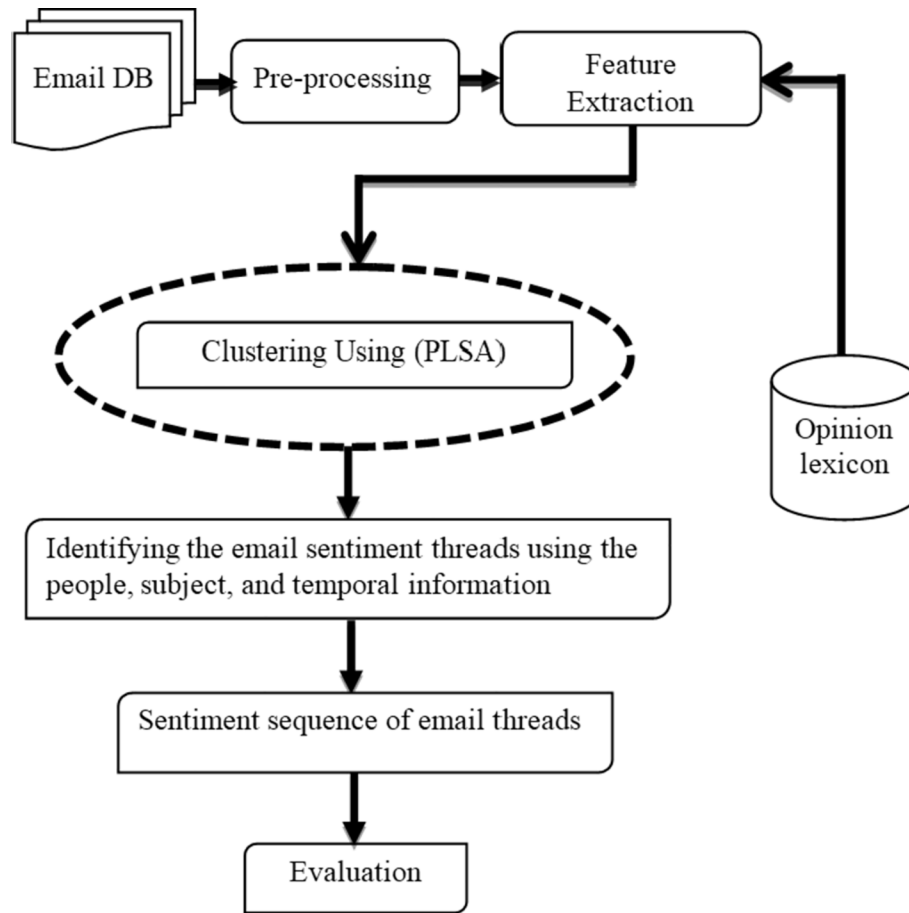 Email DB
Pre-processing
Feature
Extraction
Clustering Using (PLSA)
Opinion
lexicon
Identifying the email sentiment threads using the
people, subject, and temporal information
Sentiment sequence of email threads
Evaluation